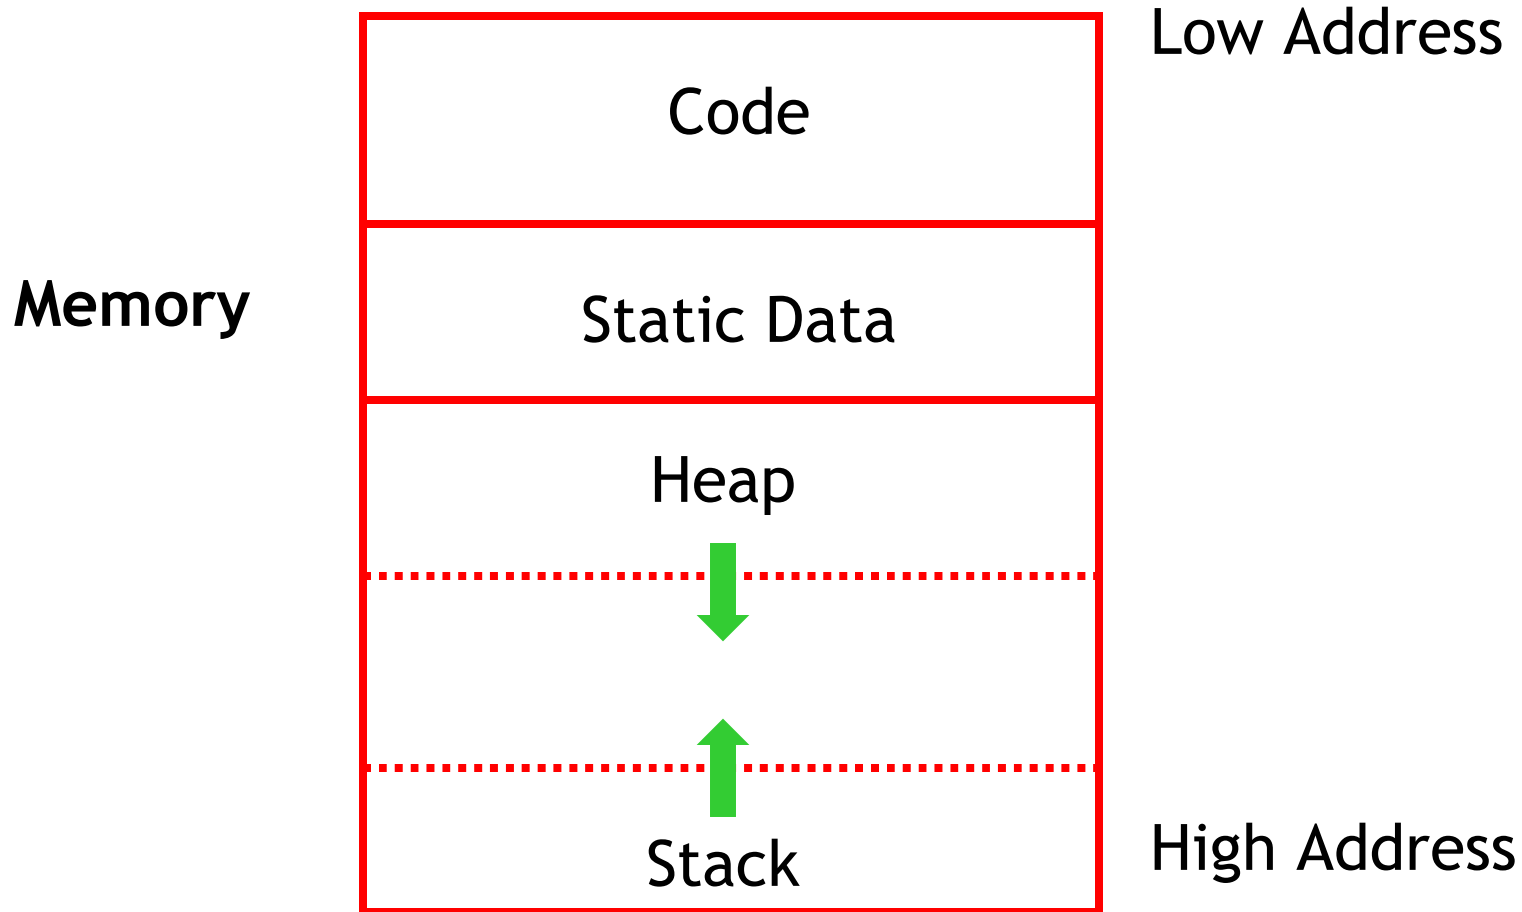 Low Address
Code
Memory
Static Data
Heap
Stack
High Address